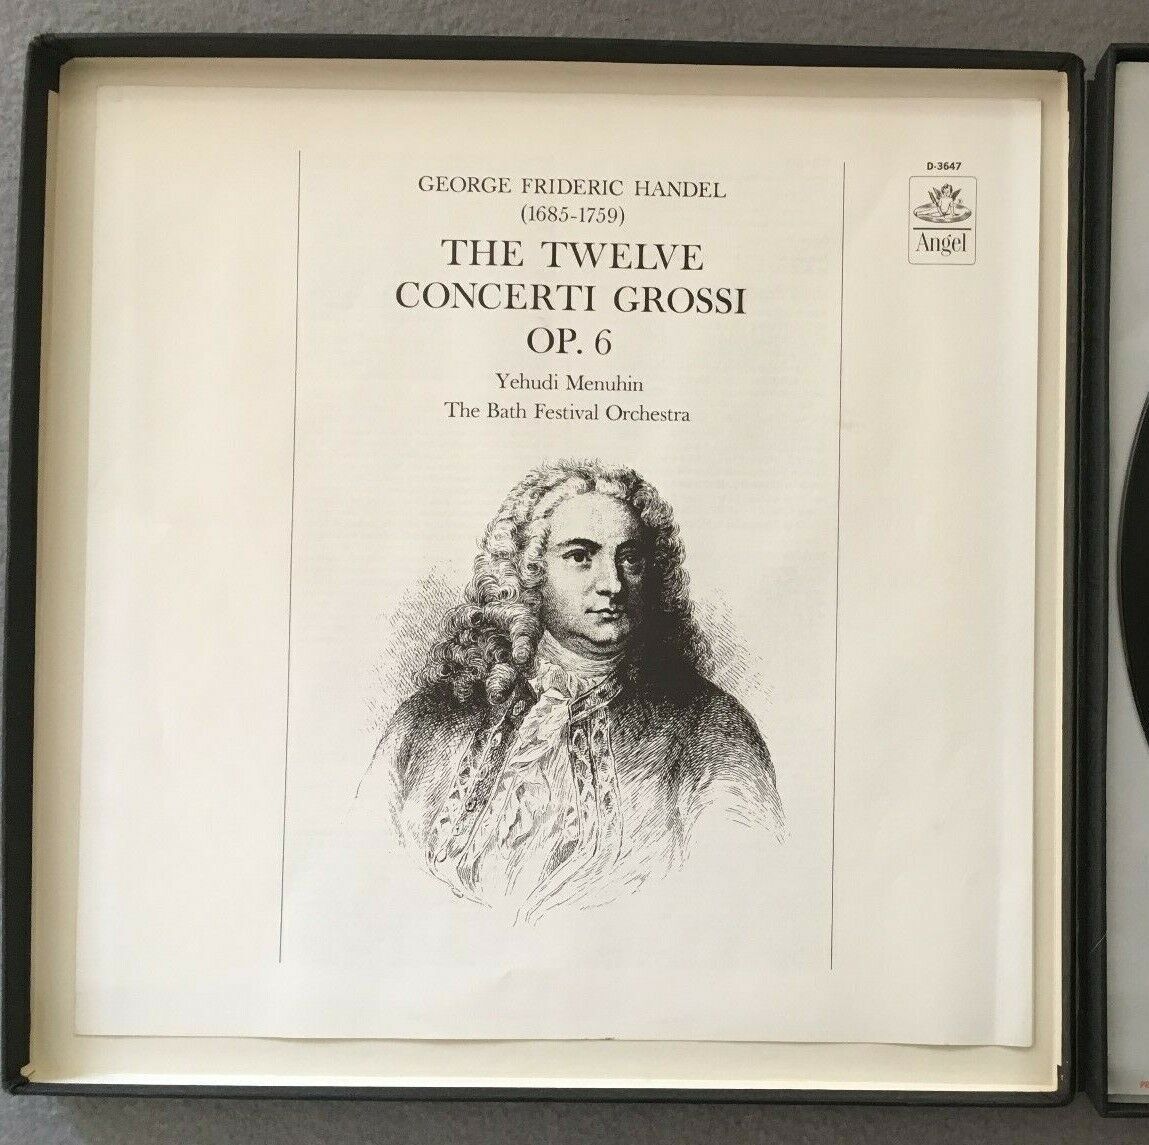 GEORGE FRIDERIC HANDEL
(1685-1759)
THE TWELVE
CONCERTI GROSSI
OP. 6
Yehudi Menuhin
The Bath Festival Orchestra
D-3647
Angel